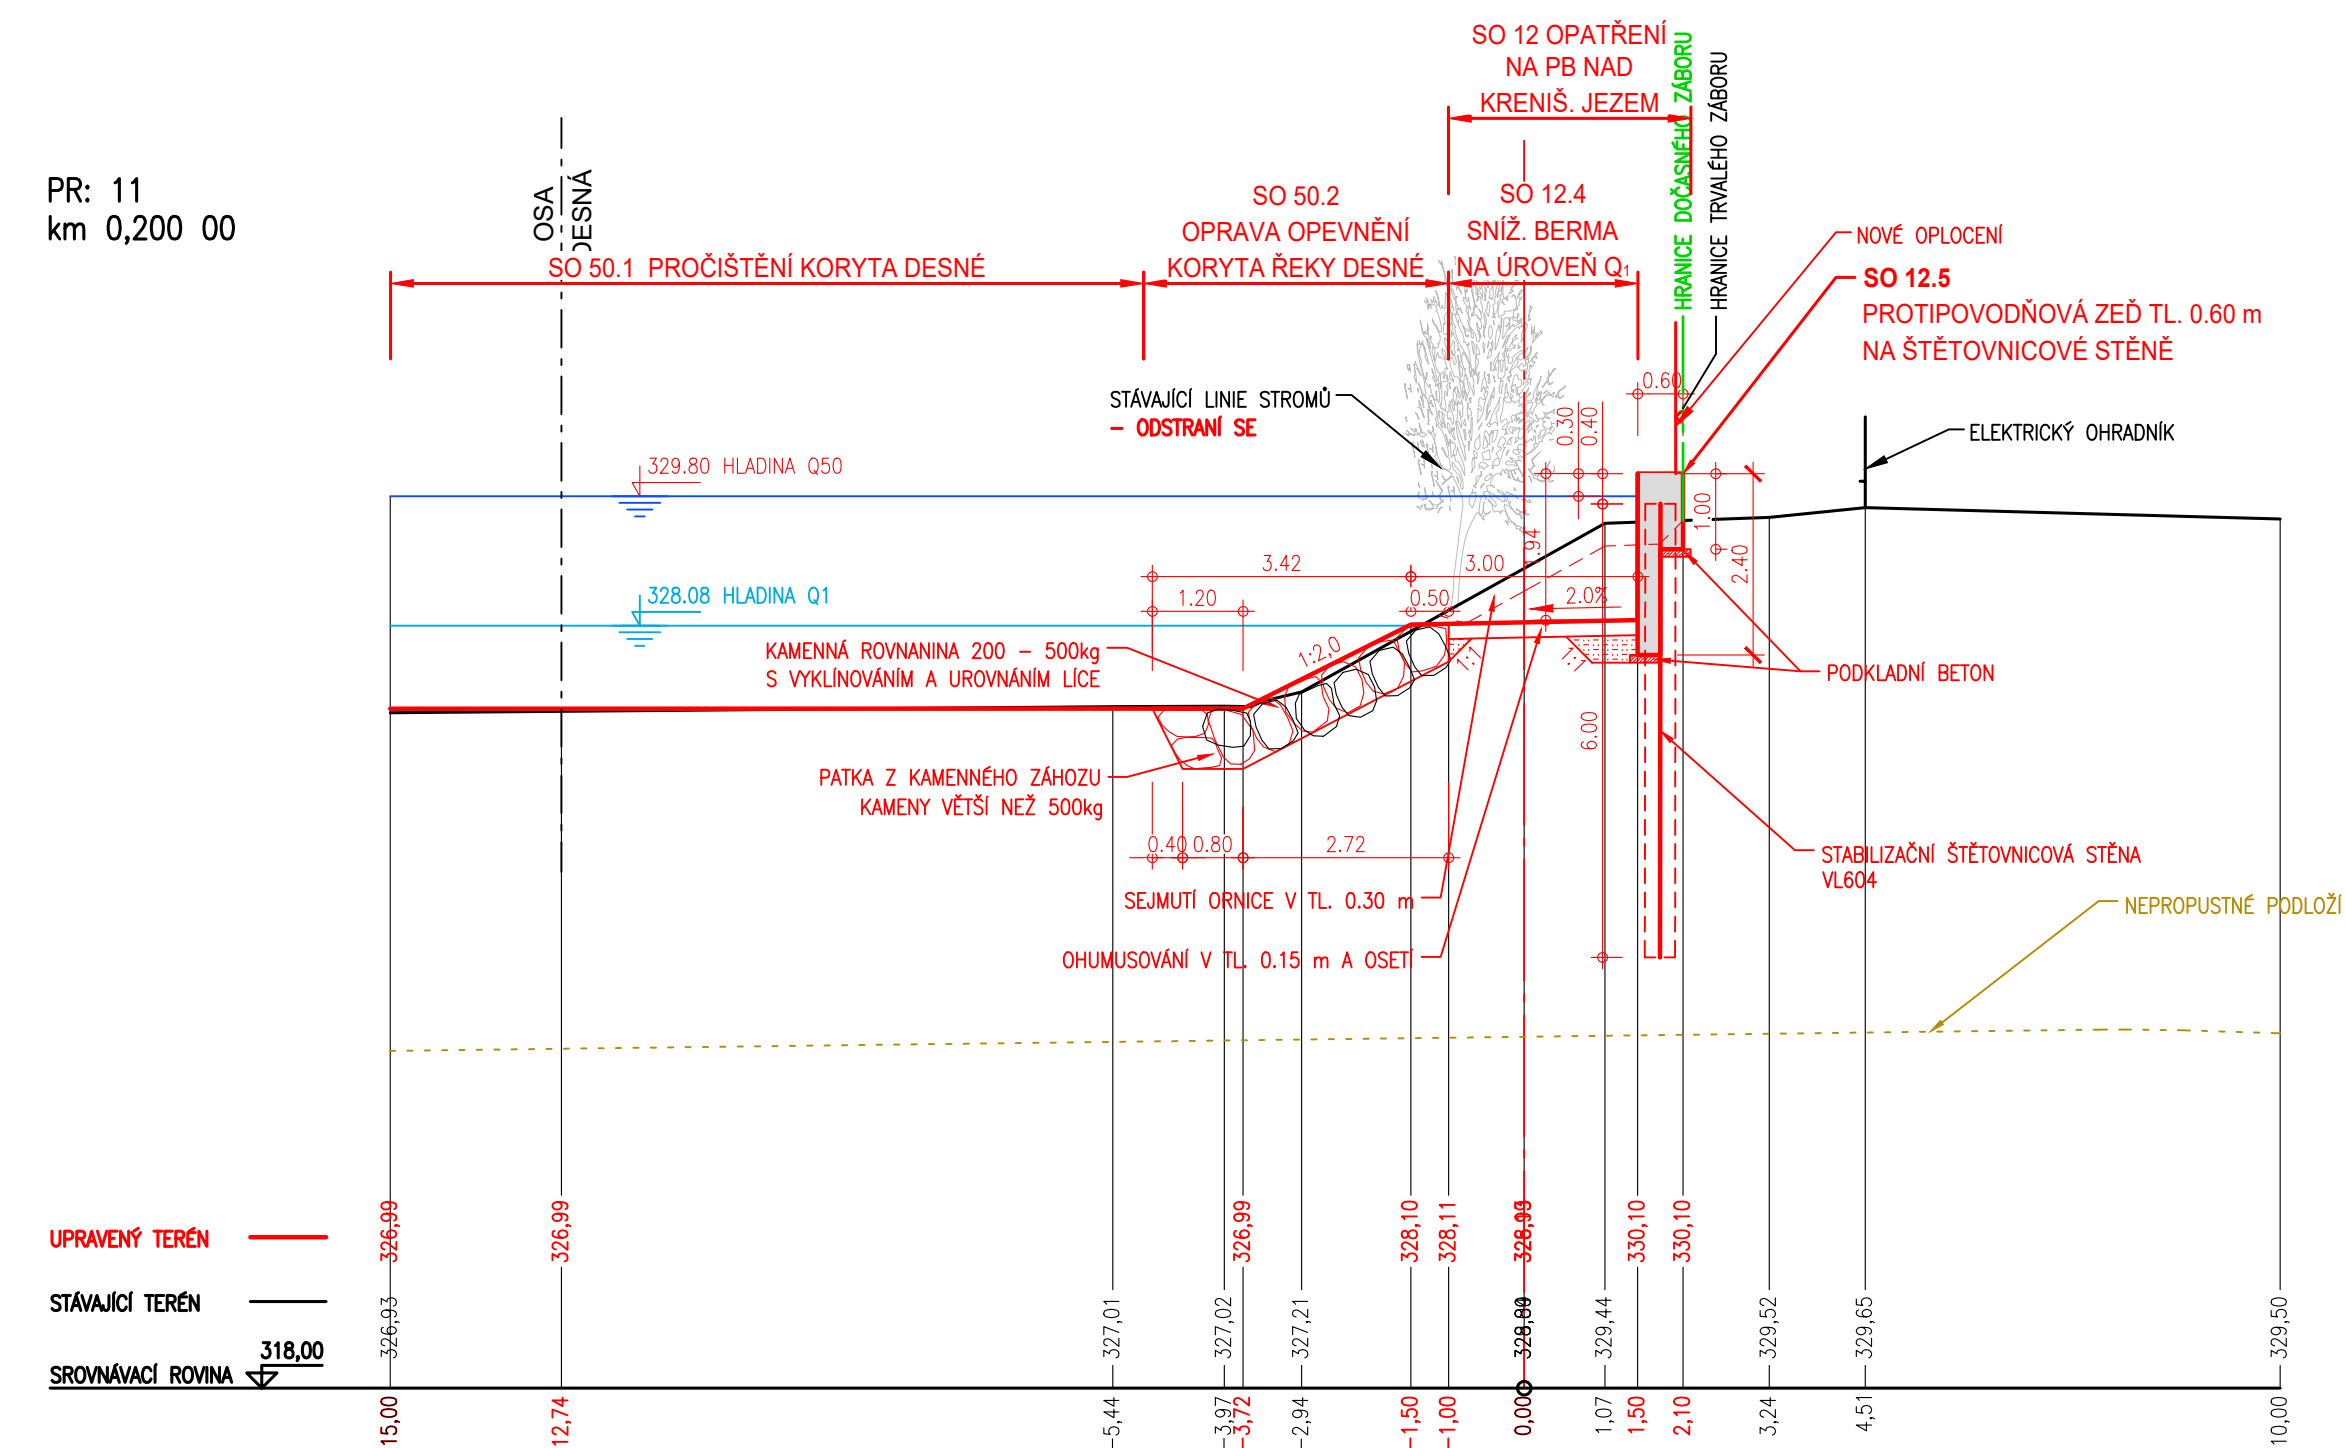 SO 12 OPATŘENÍ
NA PB NAD
KRENIŠ. JEZEM
HRANICE DOČASNÉHO ZÁBORU
HRANICE TRVALÉHO ZÁBORU
PR: 11
km 0,200 00
OSA
DESNÁ
SO 50.1 PROČIŠTĚNÍ KORYTA DESNÉ
SO 50.2
OPRAVA OPEVNĚNÍ
KORYTA ŘEKY DESNÉ
SO 12.4
SNÍŽ. BERMA
NA ÚROVEŇ Q1
NOVÉ OPLOCENÍ
SO 12.5
PROTIPOVODŇOVÁ ZEĎ TL. 0.60 m
NA ŠTĚTOVNICOVÉ STĚNĚ
STÁVAJÍCÍ LINIE STROMŮ
- ODSTRANÍ SE
ELEKTRICKÝ OHRADNÍK
0.60
0.30
0.40
329.80 HLADINA Q50
328.08 HLADINA Q1
1.00
2.40
3.42
3.00
1.20
0.50
2.0%
1:2,0
1:1
1:1
6.00
KAMENNÁ ROVNANINA 200 - 500kg
S VYKLÍNOVÁNÍM A UROVNÁNÍM LÍCE
PODKLADNÍ BETON
PATKA Z KAMENNÉHO ZÁHOZU
KAMENY VĚTŠÍ NEŽ 500kg
0.40
0.80
2.72
STABILIZAČNÍ ŠTĚTOVNICOVÁ STĚNA
VL604
SEJMUTÍ ORNICE V TL. 0.30 m
OHUMUSOVÁNÍ V TL. 0.15 m A OSETÍ
NEPROPUSTNÉ PODLOŽÍ
UPRAVENÝ TERÉN
326,99
326,99
326,99
328,10
328,11
330,10
330,10
STÁVAJÍCÍ TERÉN
326,93
327,01
327,02
327,21
329,44
329,52
329,65
329,50
318,00
SROVNÁVACÍ ROVINA
15,00
12,74
-5,44
-3,97
-3,72
-2,94
-1,50
-1,00
0,00
1,07
1,50
2,10
3,24
4,51
10,00